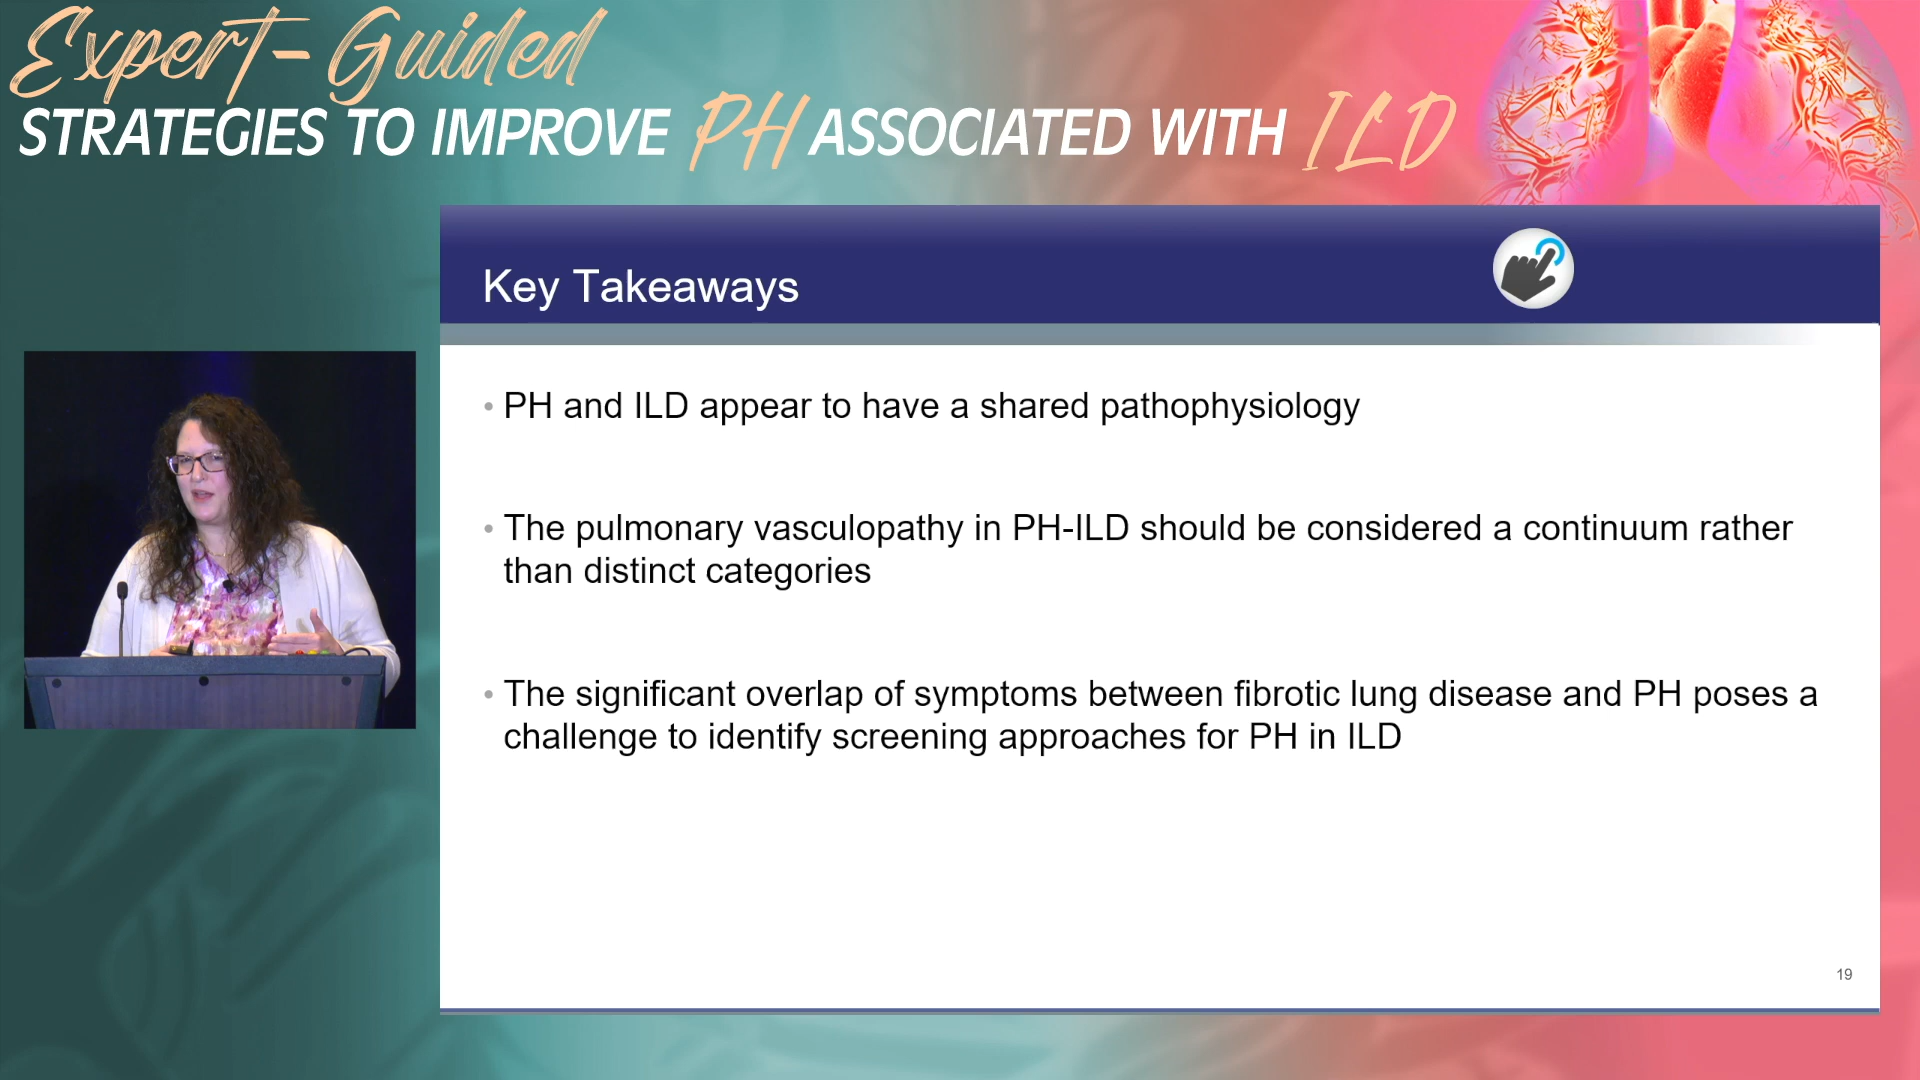 Expert-Guided
STRATEGIES TO IMPROVE PH ASSOCIATED WITH ILD
Key Takeaways
• PH and ILD appear to have a shared pathophysiology
• The pulmonary vasculopathy in PH-ILD should be considered a continuum rather
than distinct categories
• The significant overlap of symptoms between fibrotic lung disease and PH poses a
challenge to identify screening approaches for PH in ILD
19